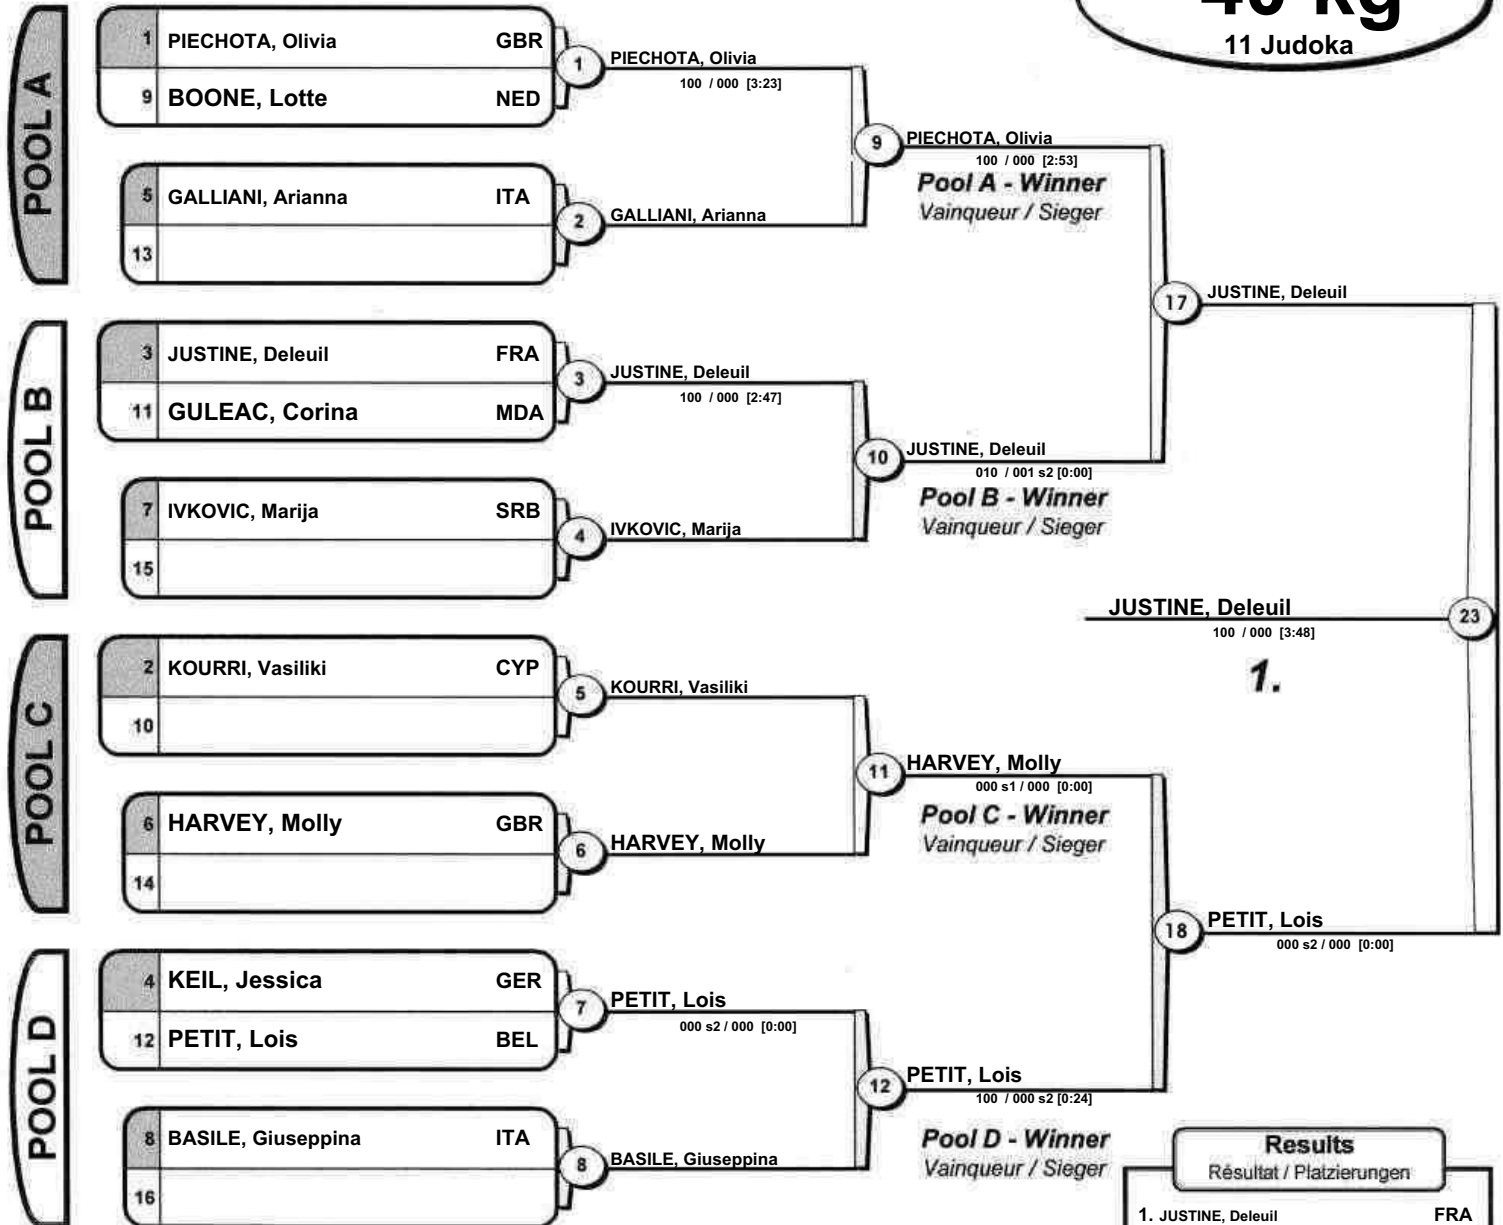 40 kg
11 Judoka
POOL A
1 PIECHOTA, Olivia GBR
9 BOONE, Lotte NED
5 GALLIANI, Arianna ITA
13
1 PIECHOTA, Olivia
100 / 000 [3:23]
2 GALLIANI, Arianna
9 PIECHOTA, Olivia
100 / 000 [2:53]
Pool A - Winner
Vainqueur / Sieger
POOL B
3 JUSTINE, Deleuil FRA
11 GULEAC, Corina MDA
7 IVKOVIC, Marija SRB
15
3 JUSTINE, Deleuil
100 / 000 [2:47]
4 IVKOVIC, Marija
10 JUSTINE, Deleuil
010 / 001 s2 [0:00]
Pool B - Winner
Vainqueur / Sieger
17 JUSTINE, Deleuil
POOL C
2 KOURRI, Vasiliki CYP
10
6 HARVEY, Molly GBR
14
5 KOURRI, Vasiliki
6 HARVEY, Molly
11 HARVEY, Molly
000 s1 / 000 [0:00]
Pool C - Winner
Vainqueur / Sieger
POOL D
4 KEIL, Jessica GER
12 PETIT, Lois BEL
8 BASILE, Giuseppina ITA
16
7 PETIT, Lois
000 s2 / 000 [0:00]
8 BASILE, Giuseppina
12 PETIT, Lois
100 / 000 s2 [0:24]
Pool D - Winner
Vainqueur / Sieger
18 PETIT, Lois
000 s2 / 000 [0:00]
JUSTINE, Deleuil 23
100 / 000 [3:48]
1.
Results
Résultat / Platzierungen
1. JUSTINE, Deleuil FRA